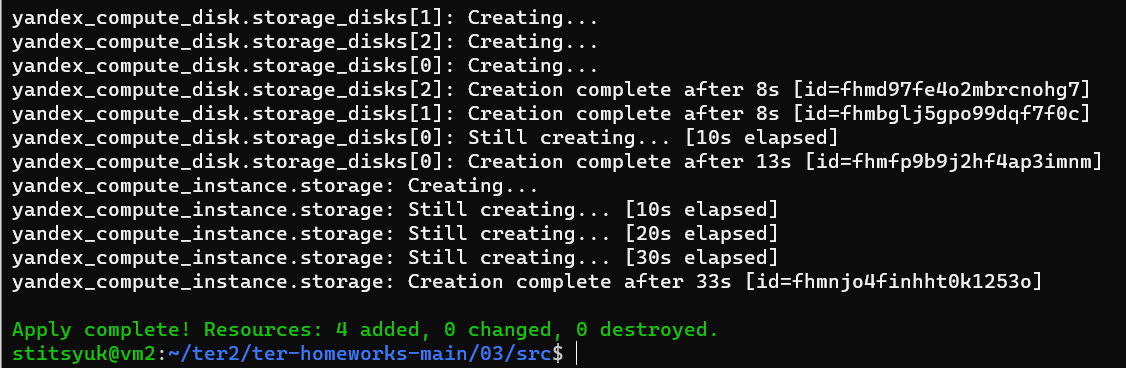 yandex_compute_disk.storage_disks[1]: Creating...
yandex_compute_disk.storage_disks[2]: Creating...
yandex_compute_disk.storage_disks[0]: Creating...
yandex_compute_disk.storage_disks[2]: Creation complete after 8s [id=fhmd97fe4o2mbrcnohg7]
yandex_compute_disk.storage_disks[1]: Creation complete after 8s [id=fhmbglj5gpo99dqf7f0c]
yandex_compute_disk.storage_disks[0]: Still creating... [10s elapsed]
yandex_compute_disk.storage_disks[0]: Creation complete after 13s [id=fhmfp9b9j2hf4ap3imnm]
yandex_compute_instance.storage: Creating...
yandex_compute_instance.storage: Still creating... [10s elapsed]
yandex_compute_instance.storage: Still creating... [20s elapsed]
yandex_compute_instance.storage: Still creating... [30s elapsed]
yandex_compute_instance.storage: Creation complete after 33s [id=fhmnjo4finhht0k1253o]
Apply complete! Resources: 4 added, 0 changed, 0 destroyed.
stitsyuk@vm2:~/ter2/ter-homeworks-main/03/src$